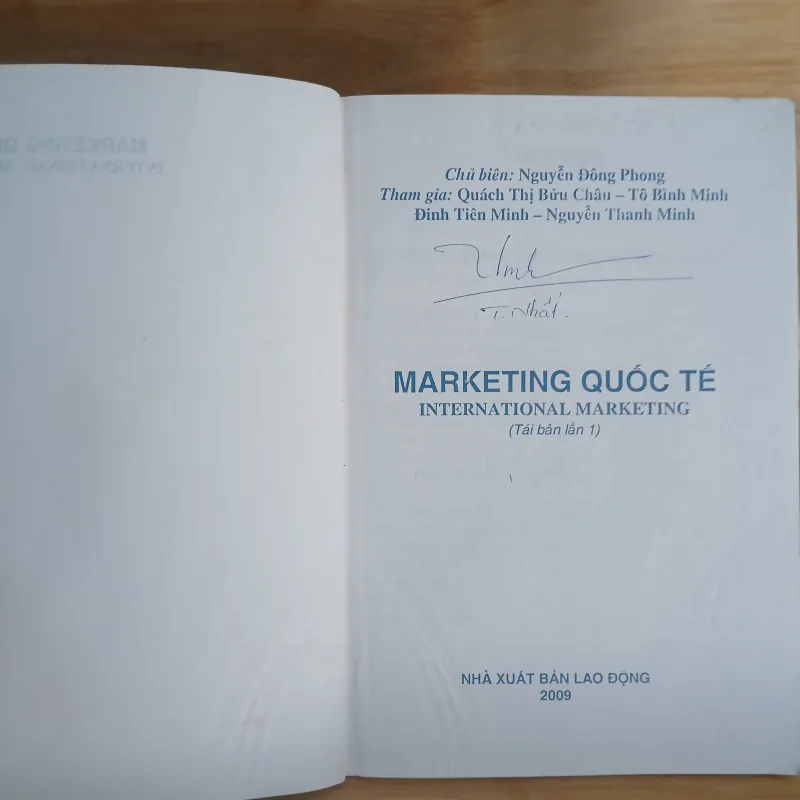 Chủ biên: Nguyễn Đông Phong
Tham gia: Quách Thị Bửu Châu – Tô Bình Minh
Đinh Tiên Minh – Nguyễn Thanh Minh
T. Nhất.
MARKETING QUỐC TẾ
INTERNATIONAL MARKETING
(Tái bản lần 1)
NHÀ XUẤT BẢN LAO ĐỘNG
2009